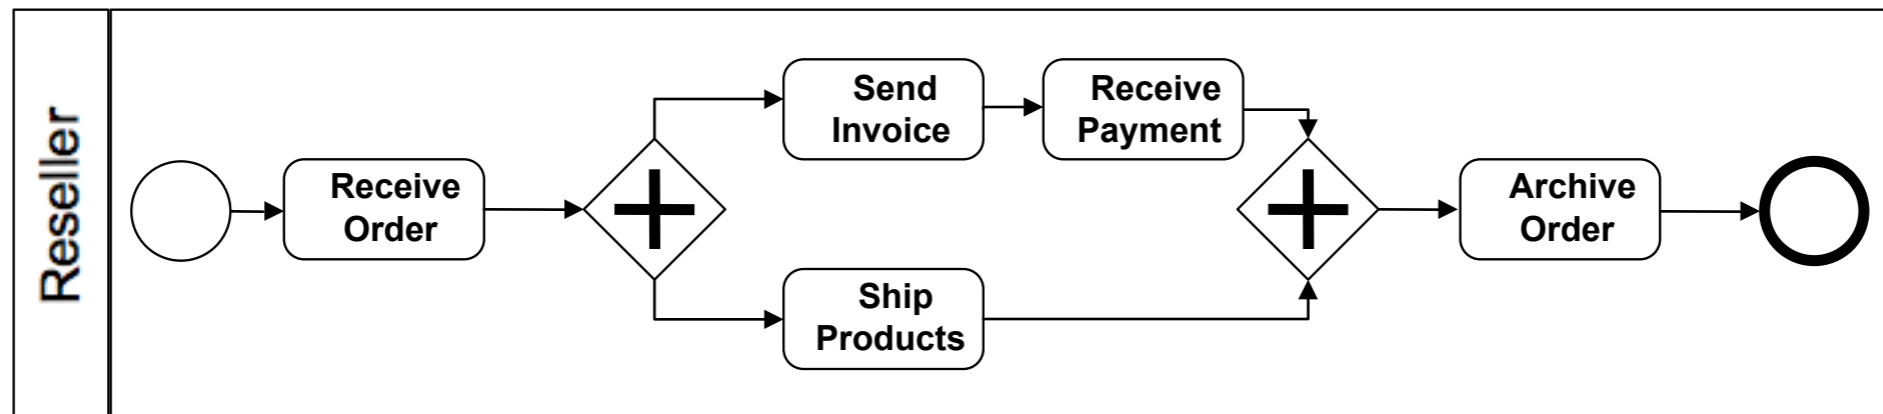 Reseller
Receive
Order
Send
Invoice
Receive
Payment
Ship
Products
Archive
Order